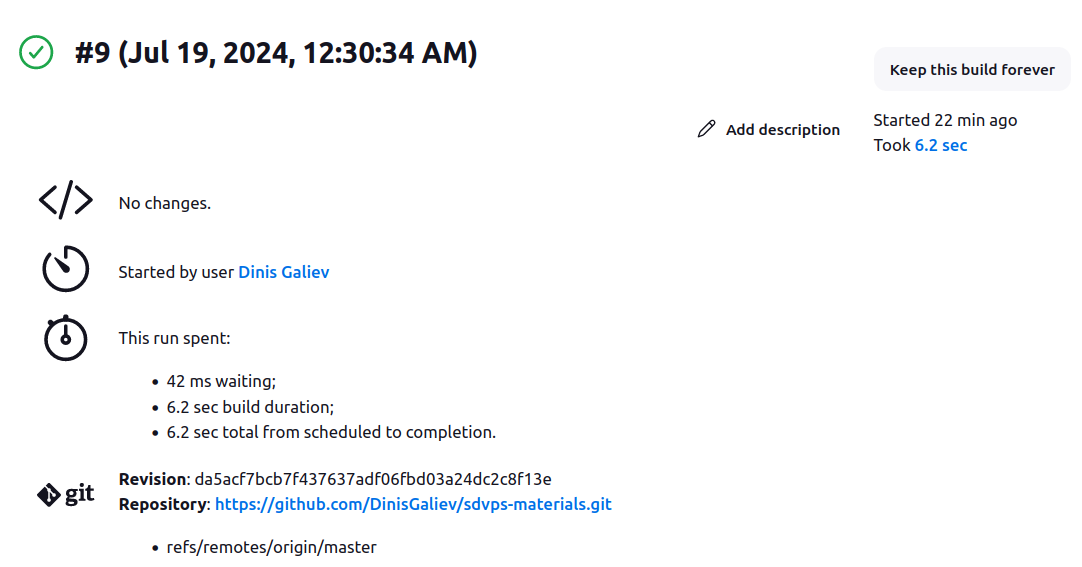 #9 (Jul 19, 2024, 12:30:34 AM)
Keep this build forever
Add description
Started 22 min ago
Took 6.2 sec
No changes.
Started by user Dinis Galiev
This run spent:
• 42 ms waiting;
• 6.2 sec build duration;
• 6.2 sec total from scheduled to completion.
git
Revision: da5acf7bcb7f437637adf06fbd03a24dc2c8f13e
Repository: https://github.com/DinisGaliev/sdvps-materials.git
• refs/remotes/origin/master